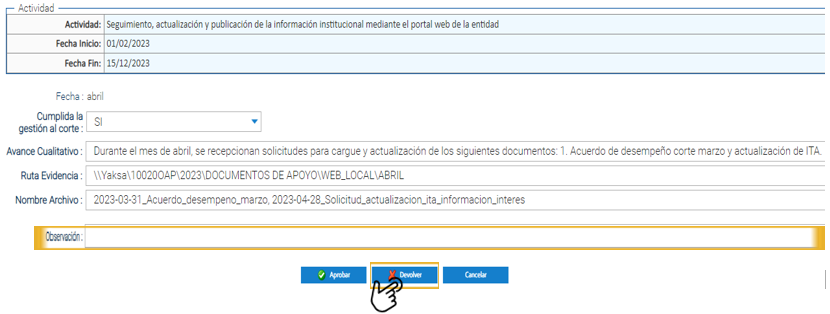 Actividad
Actividad: Seguimiento, actualización y publicación de la información institucional mediante el portal web de la entidad
Fecha Inicio: 01/02/2023
Fecha Fin: 15/12/2023
Fecha : abril
Cumplida la
gestión al corte : SI
Avance Cualitativo : Durante el mes de abril, se recepcionan solicitudes para cargue y actualización de los siguientes documentos: 1. Acuerdo de desempeño corte marzo y actualización de ITA.
Ruta Evidencia : \\Yaksa\10020OAP\2023\DOCUMENTOS DE APOYO\WEB_LOCAL\ABRIL
Nombre Archivo : 2023-03-31_Acuerdo_desempeno_marzo, 2023-04-28_Solicitud_actualizacion_ita_informacion_interes
Observación :
Aprobar Devolver Cancelar